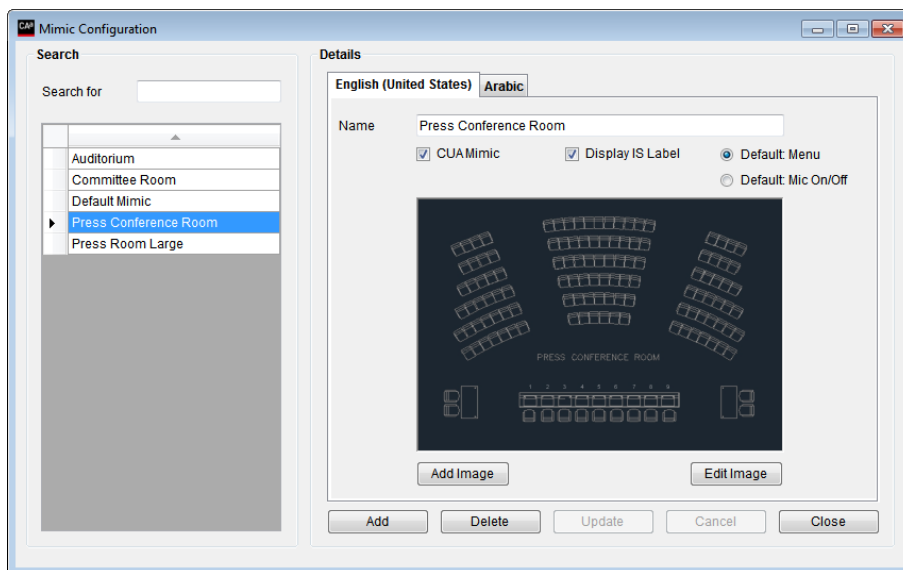 CA Mimic Configuration
Search
Search for
Auditorium
Committee Room
Default Mimic
Press Conference Room
Press Room Large
Details
English (United States) Arabic
Name Press Conference Room
CUA Mimic Display IS Label Default: Menu
Default: Mic On/Off
PRESS CONFERENCE ROOM
1 2 3 4 5 6 7 8 9
Add Image Edit Image
Add Delete Update Cancel Close